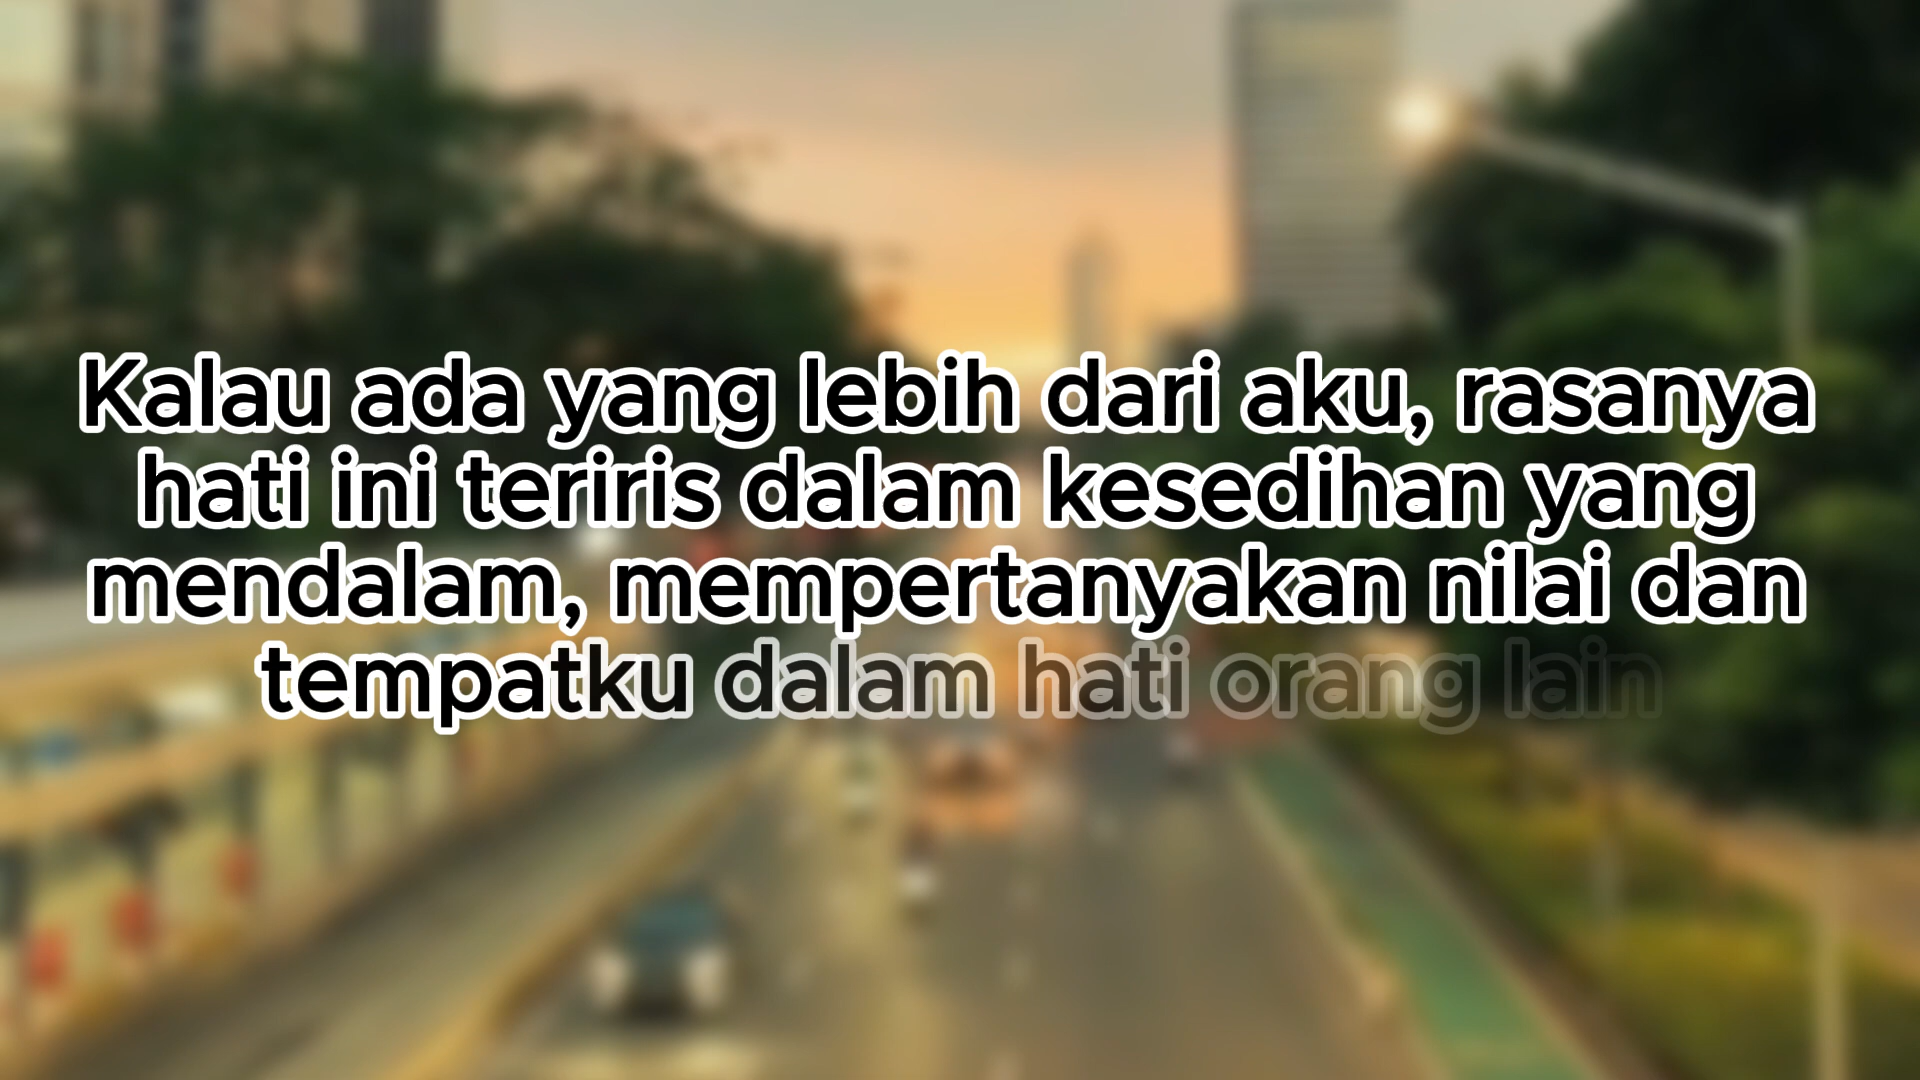 Kalau ada yang lebih dari aku, rasanya
hati ini teriris dalam kesedihan yang
mendalam, mempertanyakan nilai dan
tempatku dalam hati orang lain